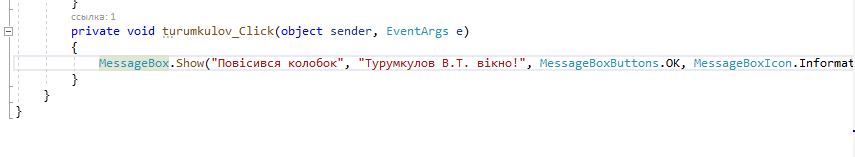 }
ссылка: 1
private void turumkulov_Click(object sender, EventArgs e)
{
MessageBox.Show("Повісився колобок", "Турумкулов В.Т. вікно!", MessageBoxButtons.OK, MessageBoxIcon.Informat
}
}
}